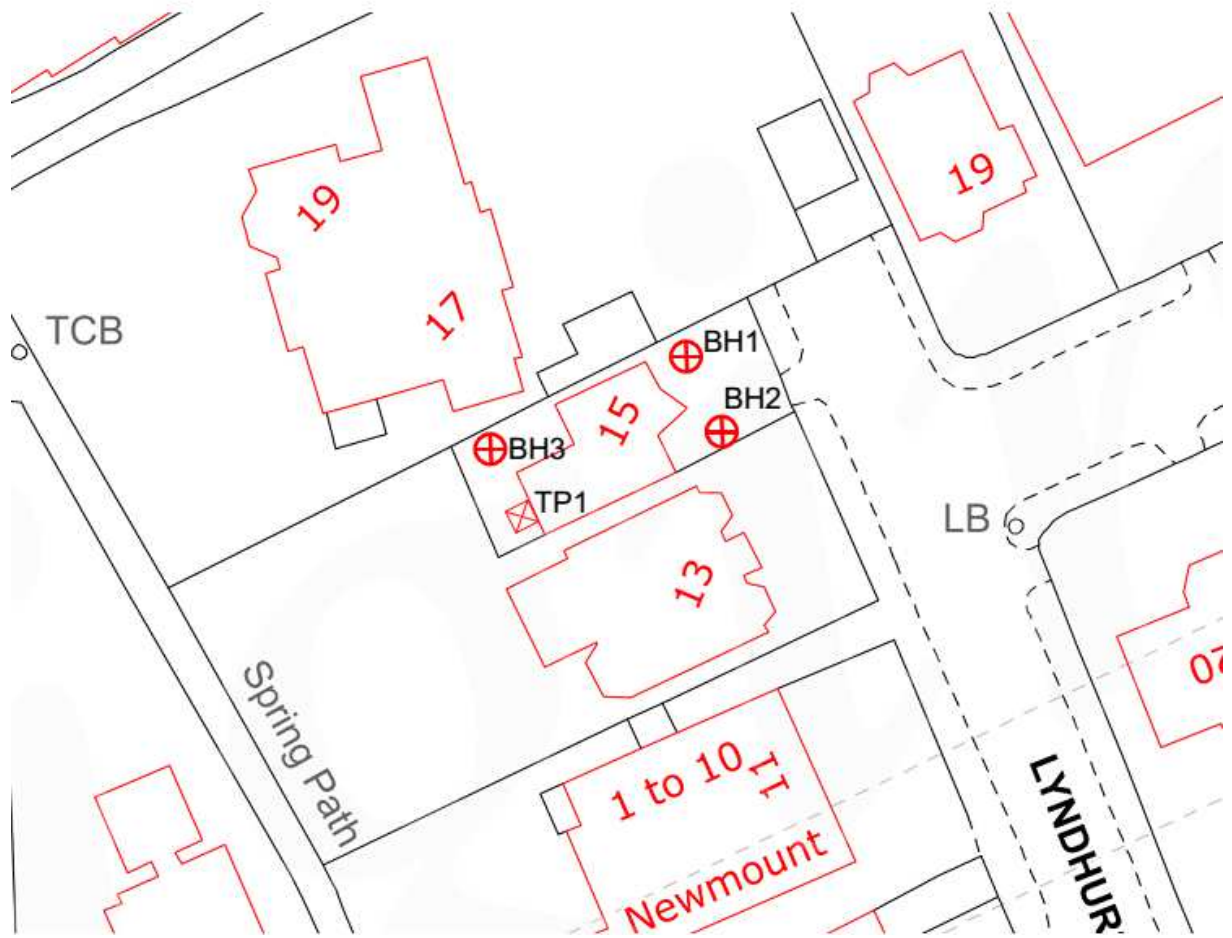 19
19
17
TCB
BH1
BH2
15
BH3
TP1
LB
13
20
Spring Path
1 to 10
11
LYNDHUR
Newmount